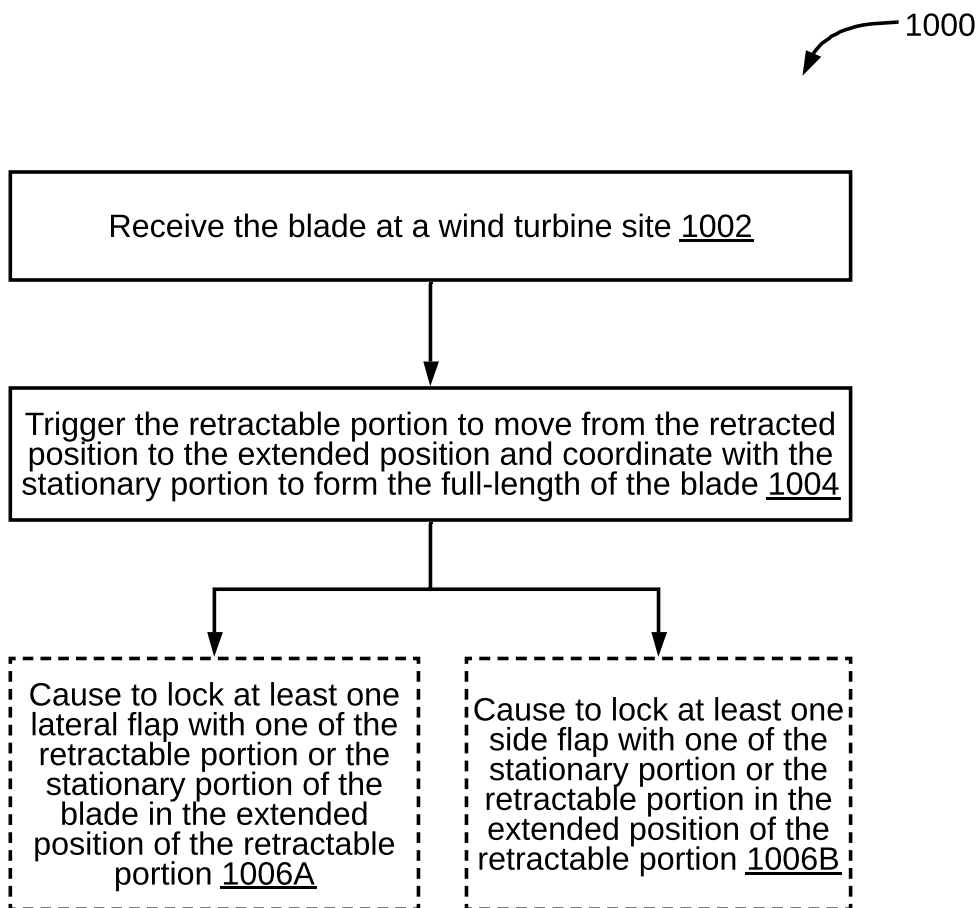 1000
Receive the blade at a wind turbine site 1002
Trigger the retractable portion to move from the retracted
position to the extended position and coordinate with the
stationary portion to form the full-length of the blade 1004
Cause to lock at least one
lateral flap with one of the
retractable portion or the
stationary portion of the
blade in the extended
position of the retractable
portion 1006A
Cause to lock at least one
side flap with one of the
stationary portion or the
retractable portion in the
extended position of the
retractable portion 1006B